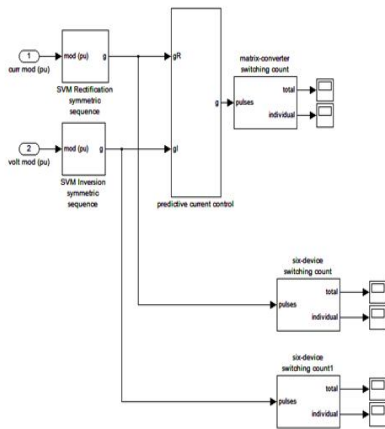 1
curr mod (pu)
mod (pu)
g
SVM Rectification
symmetric
sequence
2
volt mod (pu)
mod (pu)
g
SVM Inversion
symmetric
sequence
gR
gI
g
predictive current control
matrix-converter
switching count
pulses
total
individual
six-device
switching count
pulses
total
individual
six-device
switching count1
pulses
total
individual